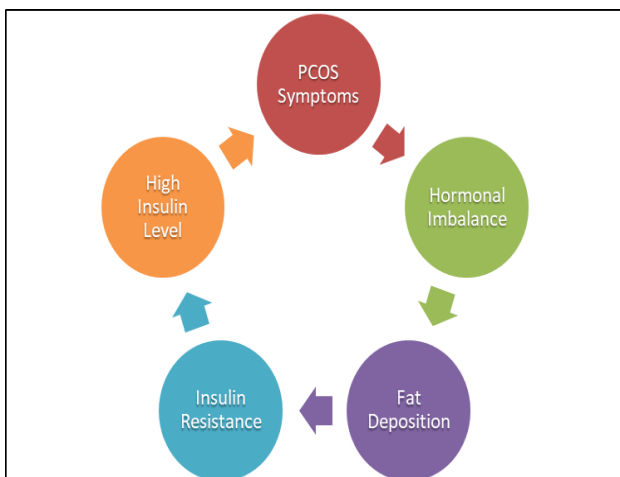 PCOS
Symptoms
Hormonal
Imbalance
Fat
Deposition
Insulin
Resistance
High
Insulin
Level